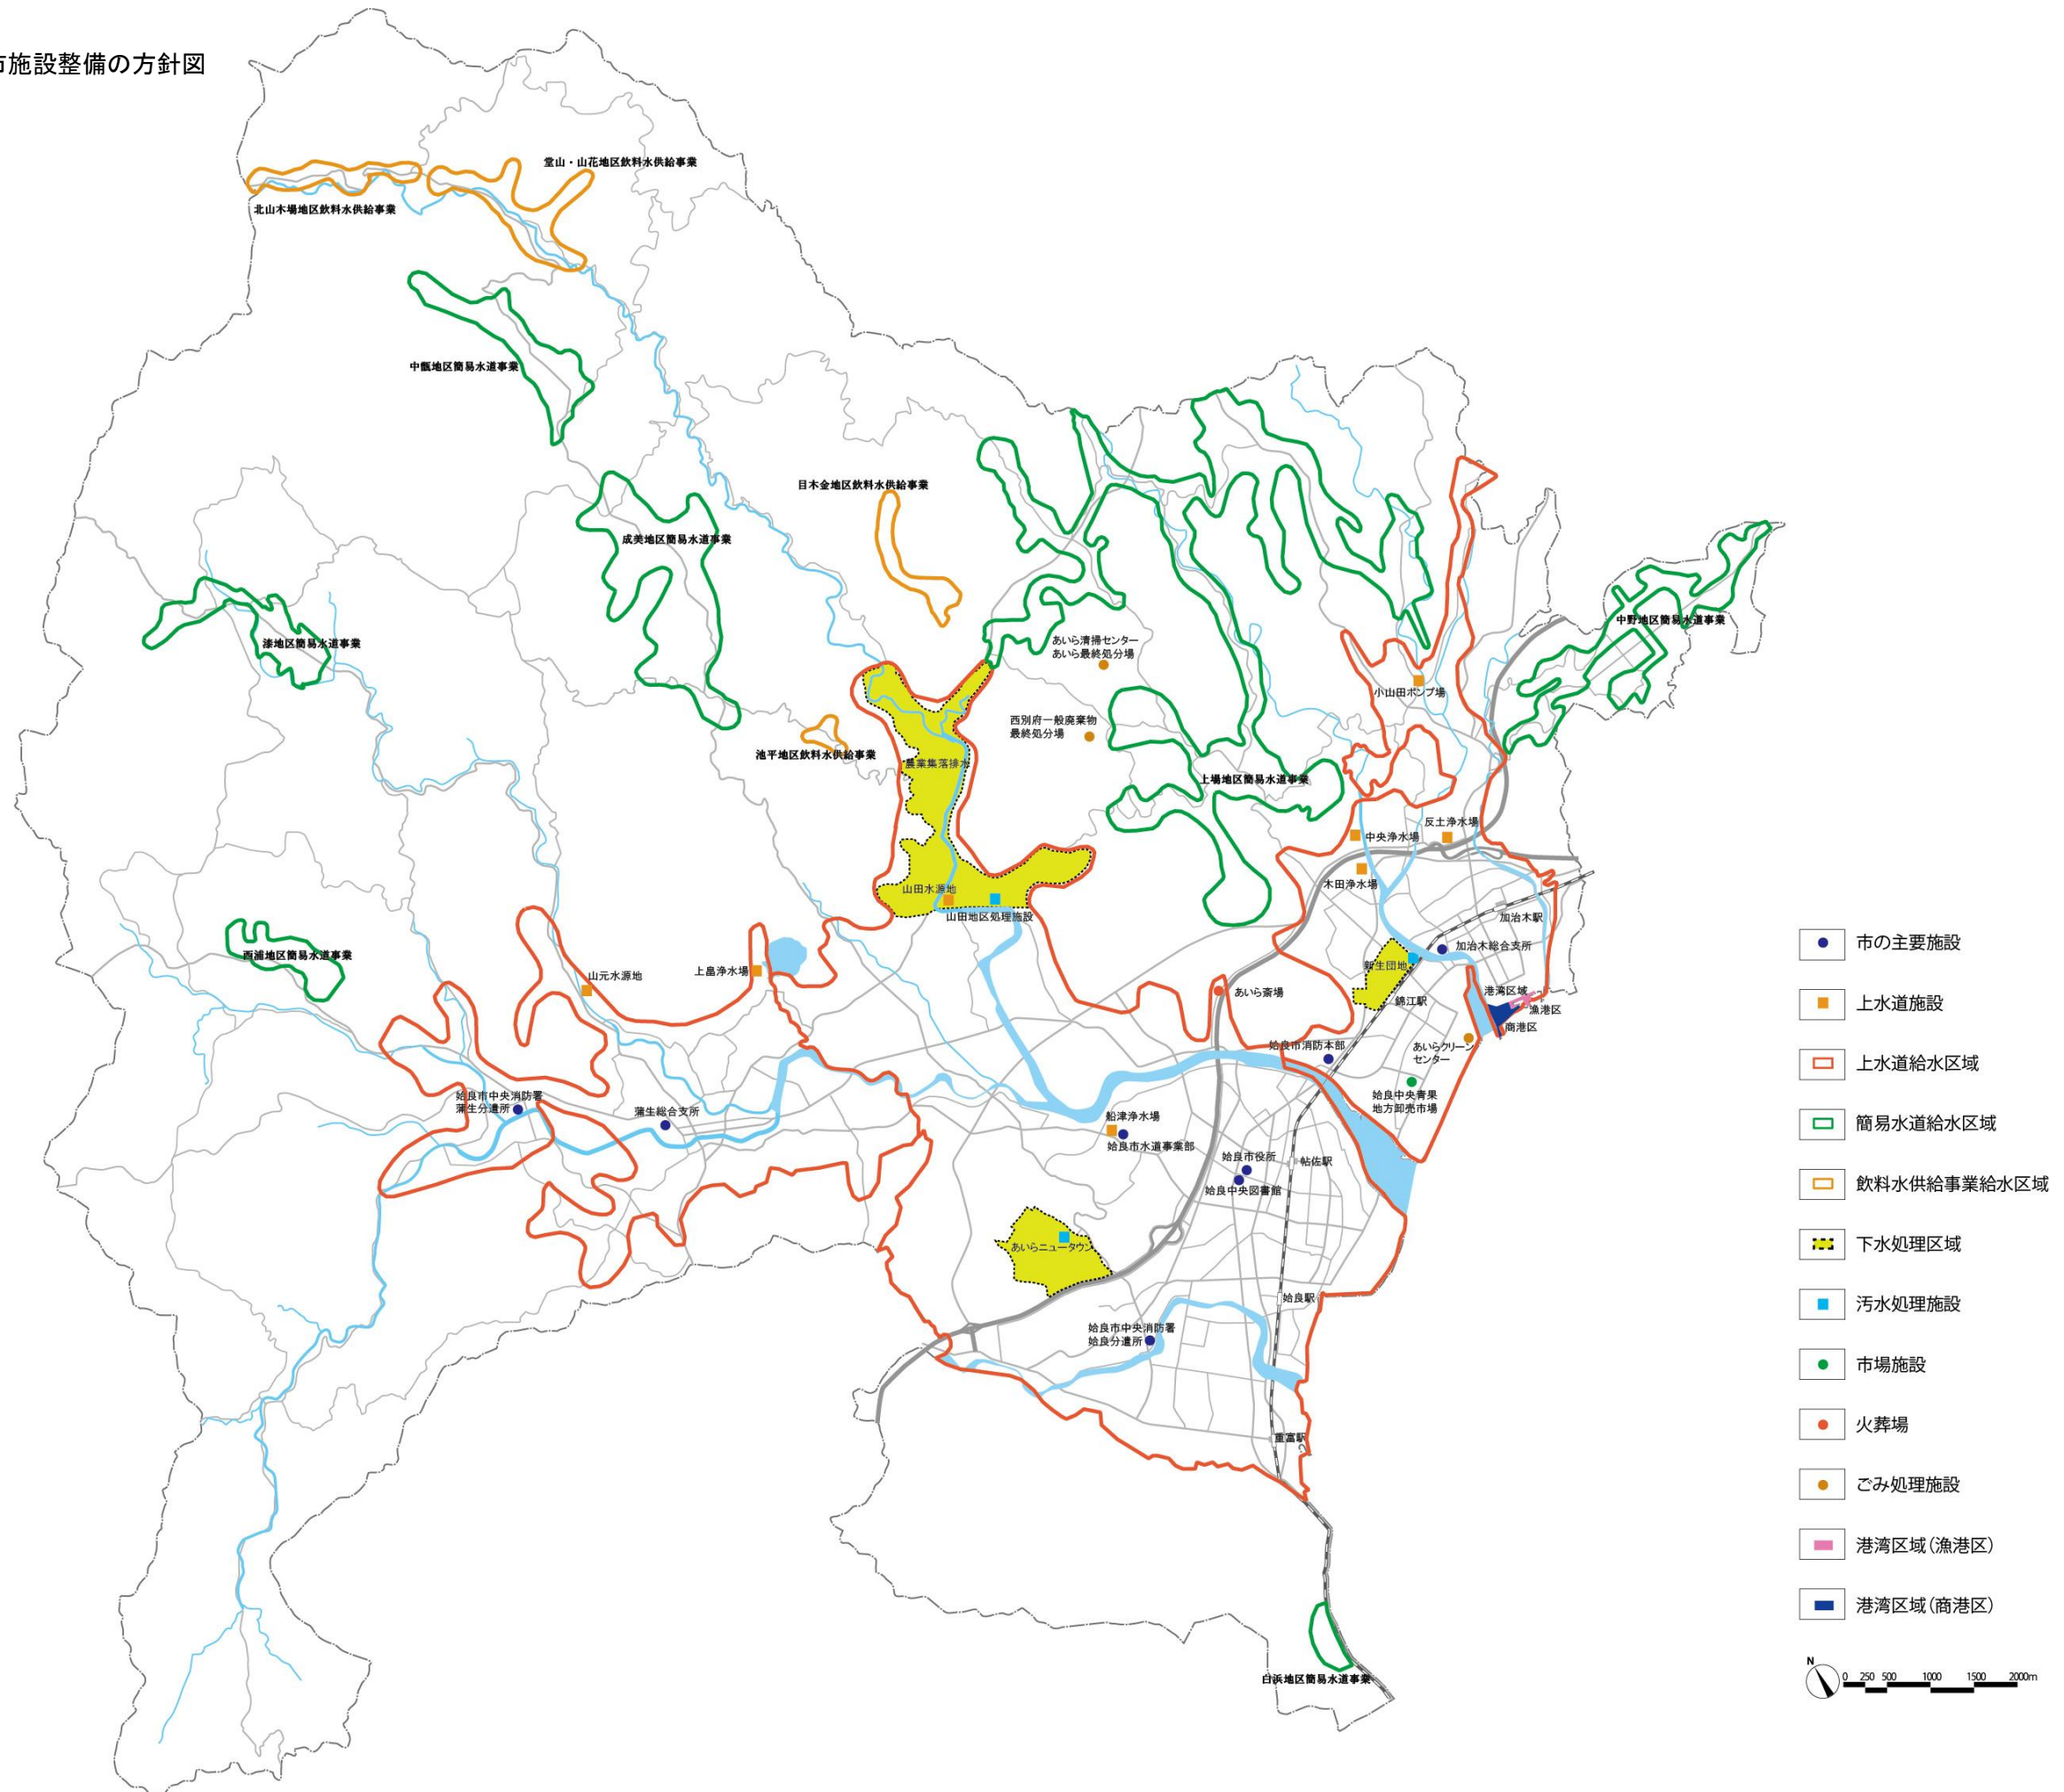 市施設整備の方針図
堂山・山花地区飲料水供給事業
北山木場地区飲料水供給事業
中甑地区簡易水道事業
目木金地区飲料水供給事業
成美地区簡易水道事業
漆地区簡易水道事業
中野地区簡易水道事業
あいら清掃センター
あいら最終処分場
小山田ポンプ場
西別府一般廃棄物
最終処分場
池平地区飲料水供給事業
農業集落排水
上場地区簡易水道事業
中央浄水場
反土浄水場
木田浄水場
山田水源地
山田地区処理施設
加治木駅
加治木総合支所
西浦地区簡易水道事業
山元水源地
上畠浄水場
新生団地
あいら斎場
錦江駅
港湾区域
漁港区
商港区
姶良市消防本部
あいらクリーン
センター
姶良中央青果
地方卸売市場
姶良市中央消防署
蒲生分遣所
蒲生総合支所
船津浄水場
姶良市水道事業部
姶良市役所
帖佐駅
姶良中央図書館
あいらニュータウン
姶良駅
姶良市中央消防署
姶良分遣所
重富駅
白浜地区簡易水道事業
市の主要施設
上水道施設
上水道給水区域
簡易水道給水区域
飲料水供給事業給水区域
下水処理区域
汚水処理施設
市場施設
火葬場
ごみ処理施設
港湾区域（漁港区）
港湾区域（商港区）
N
0 250 500 1000 1500 2000m